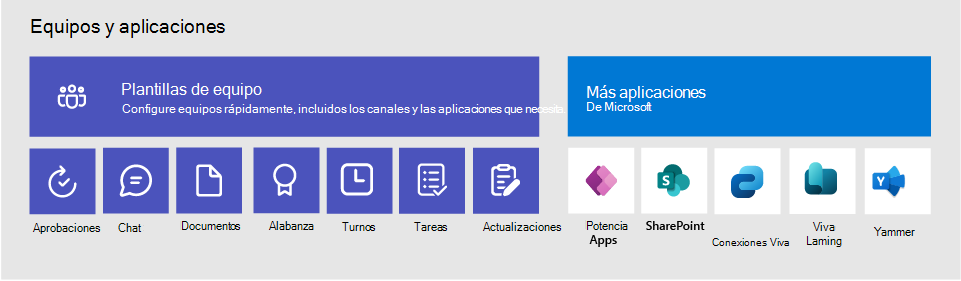 Equipos y aplicaciones
Plantillas de equipo
Configure equipos rápidamente, incluidos los canales y las aplicaciones que necesita.
Más aplicaciones
De Microsoft
Aprobaciones
Chat
Documentos
Alabanza
Turnos
Tareas
Actualizaciones
Potencia
Apps
S
SharePoint
Conexiones Viva
Viva
Laming
Y
Yammer